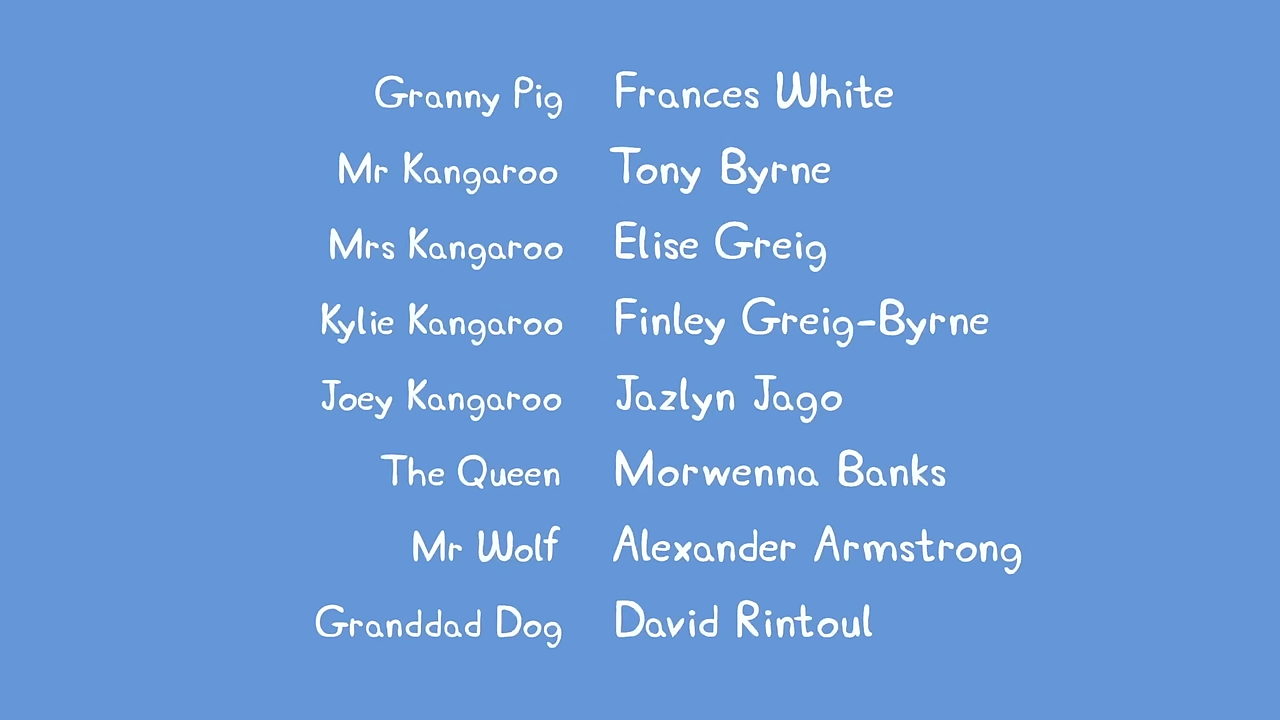 Granny Pig Frances White
Mr Kangaroo Tony Byrne
Mrs Kangaroo Elise Greig
Kylie Kangaroo Finley Greig-Byrne
Joey Kangaroo Jazlyn Jago
The Queen Morwenna Banks
Mr Wolf Alexander Armstrong
Granddad Dog David Rintoul